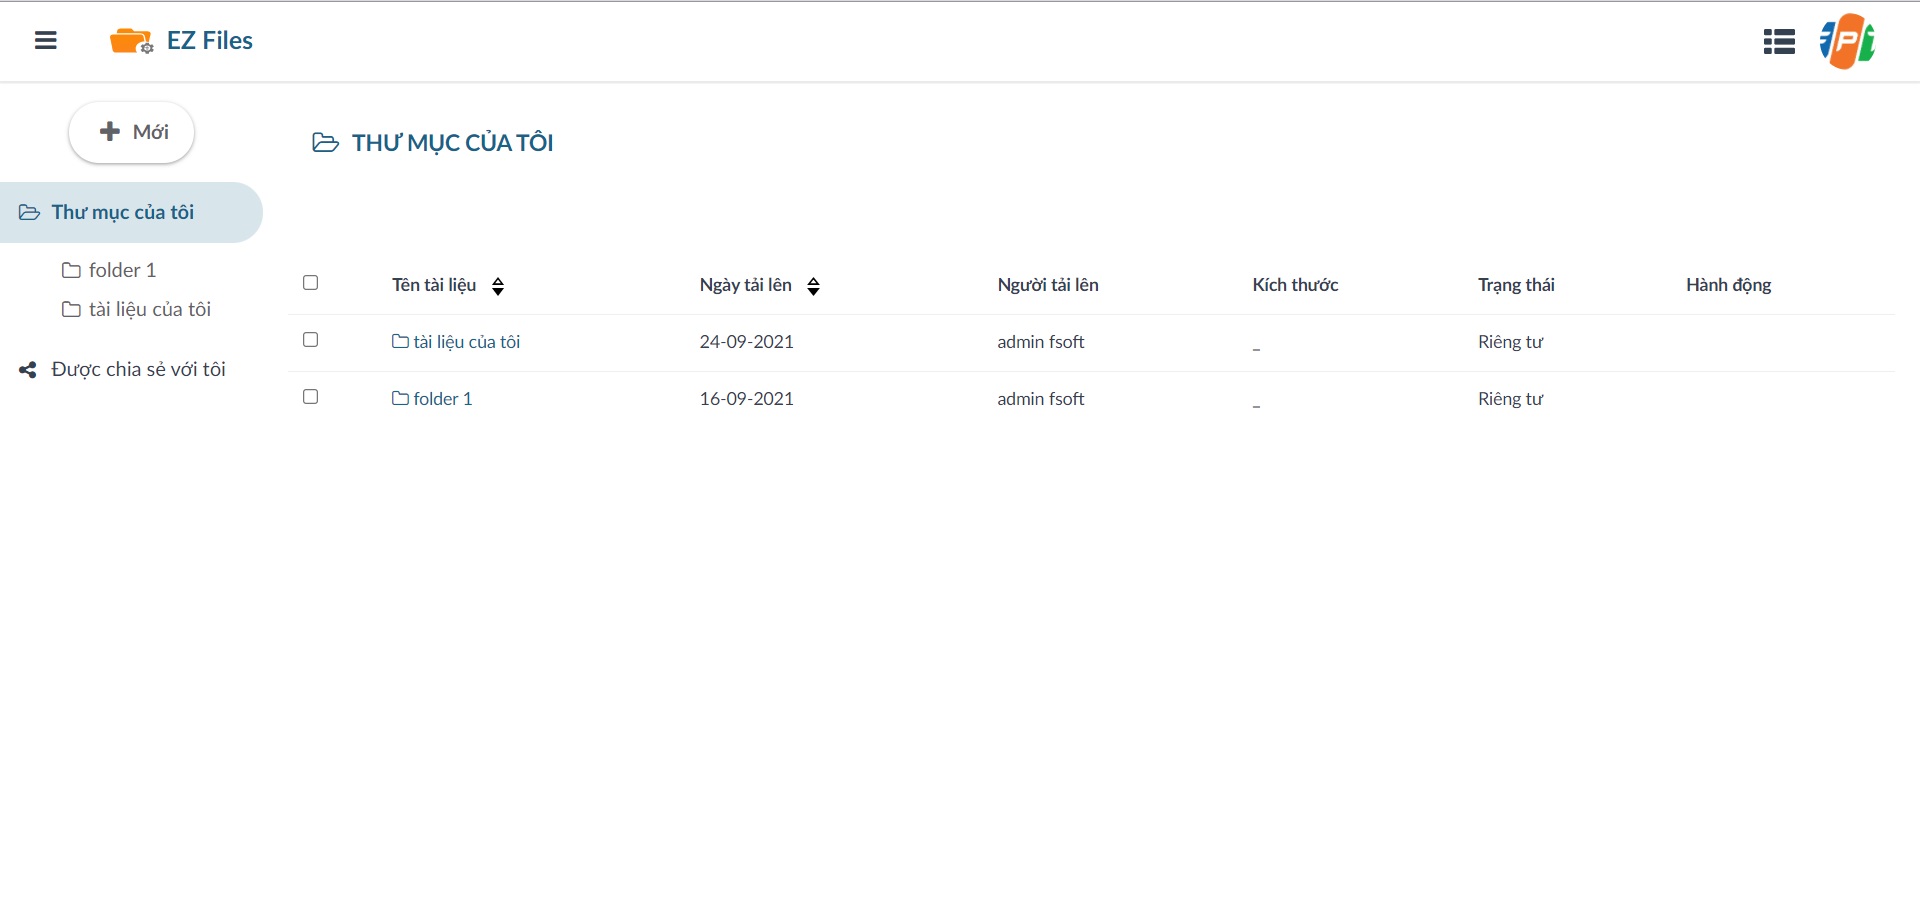 EZ Files
FPT
Mới
THƯ MỤC CỦA TÔI
Thư mục của tôi
folder 1
tài liệu của tôi
Được chia sẻ với tôi
Tên tài liệu Ngày tải lên Người tải lên Kích thước Trạng thái Hành động
tài liệu của tôi 24-09-2021 admin fsoft _ Riêng tư
folder 1 16-09-2021 admin fsoft _ Riêng tư